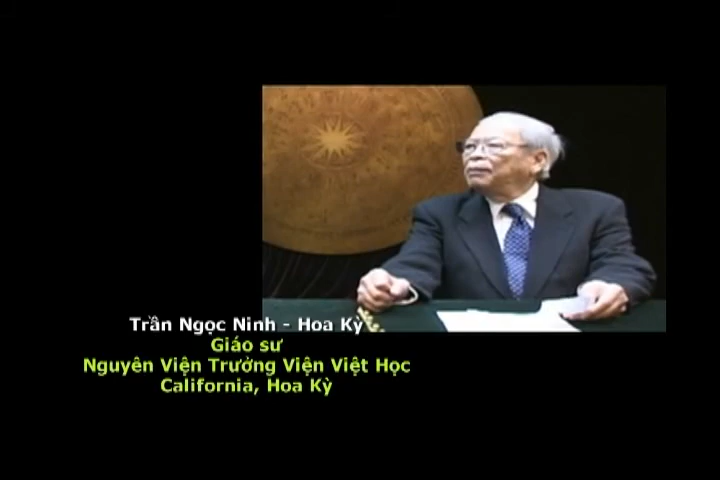 Trần Ngọc Ninh - Hoa Kỳ
Giáo sư
Nguyên Viện Trưởng Viện Việt Học
California, Hoa Kỳ